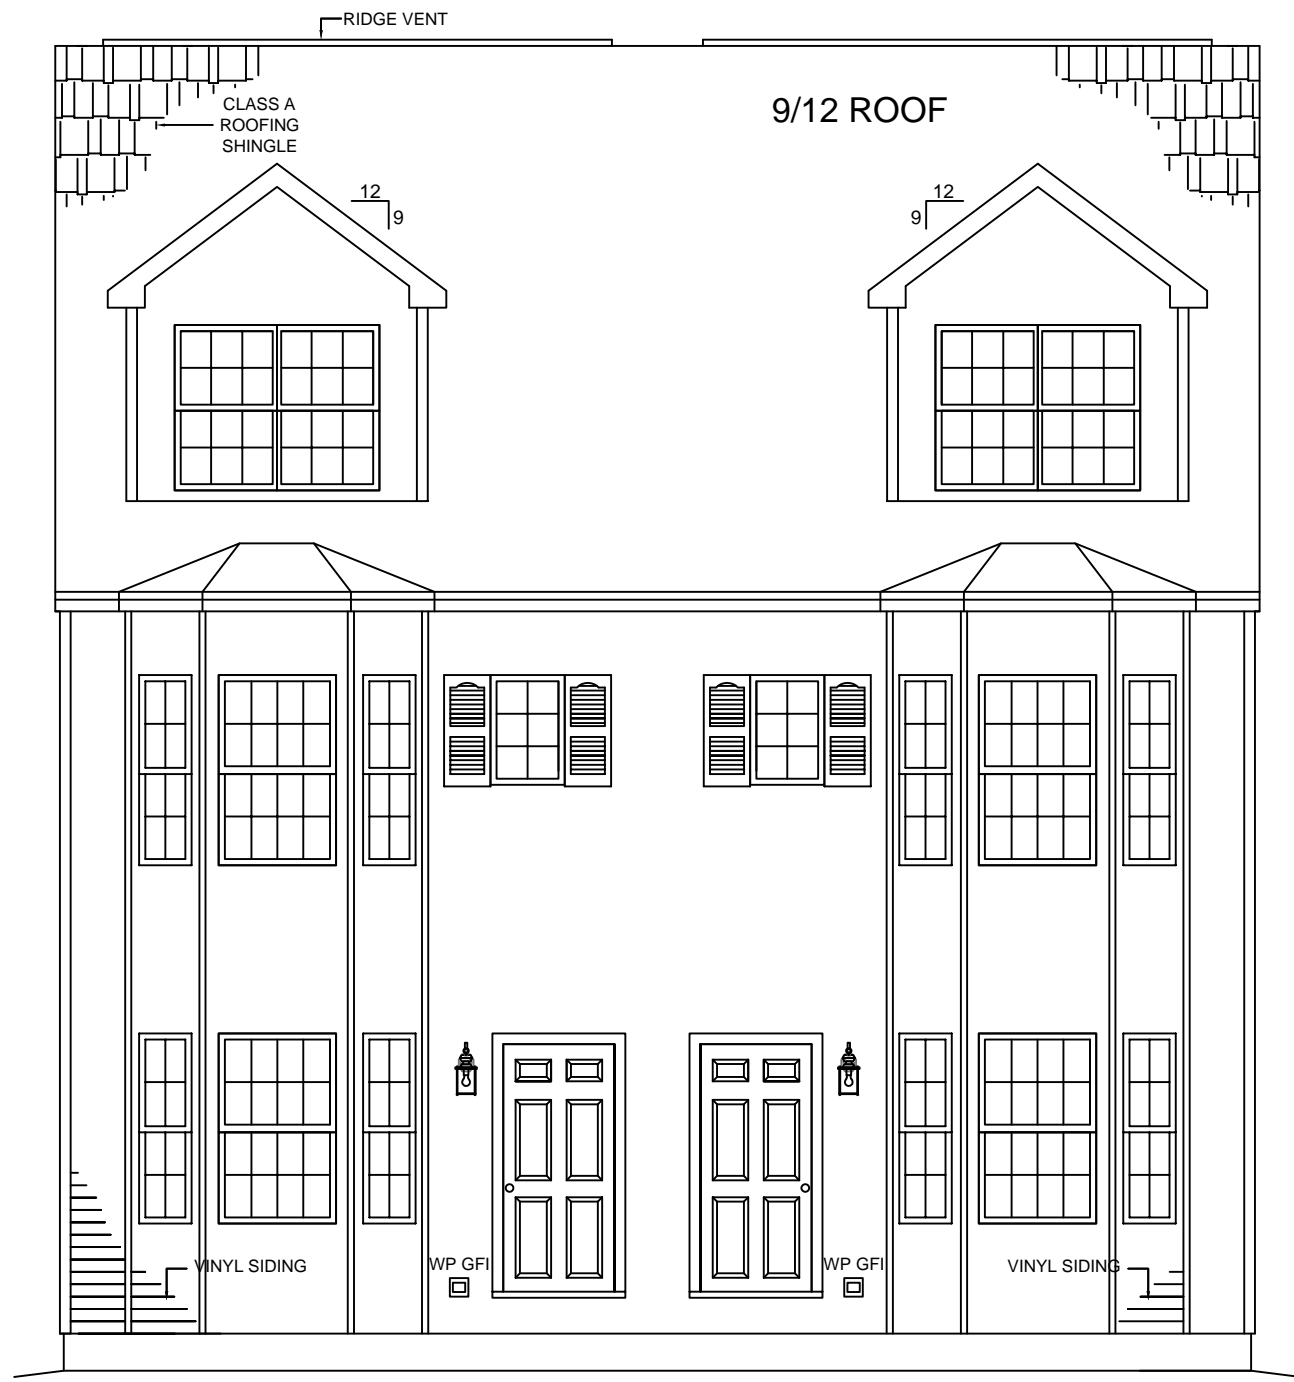 RIDGE VENT
CLASS A
ROOFING
SHINGLE
9/12 ROOF
12
9
12
9
VINYL SIDING
WP GFI
WP GFI
VINYL SIDING